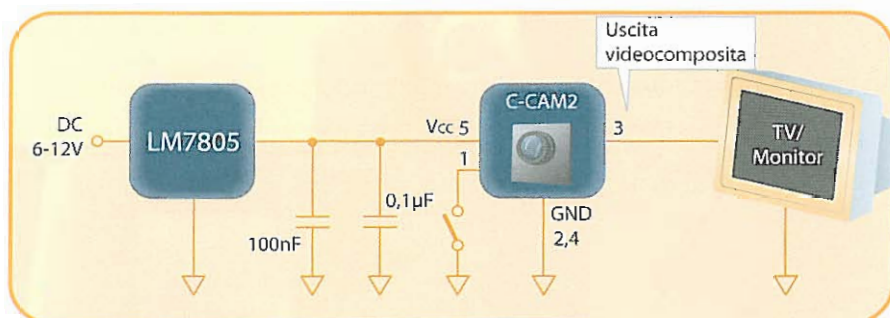 Uscita
videocomposita
C-CAM2
DC
6-12V
LM7805
Vcc 5
3
TV/
Monitor
1
0,1µF
100nF
GND
2,4